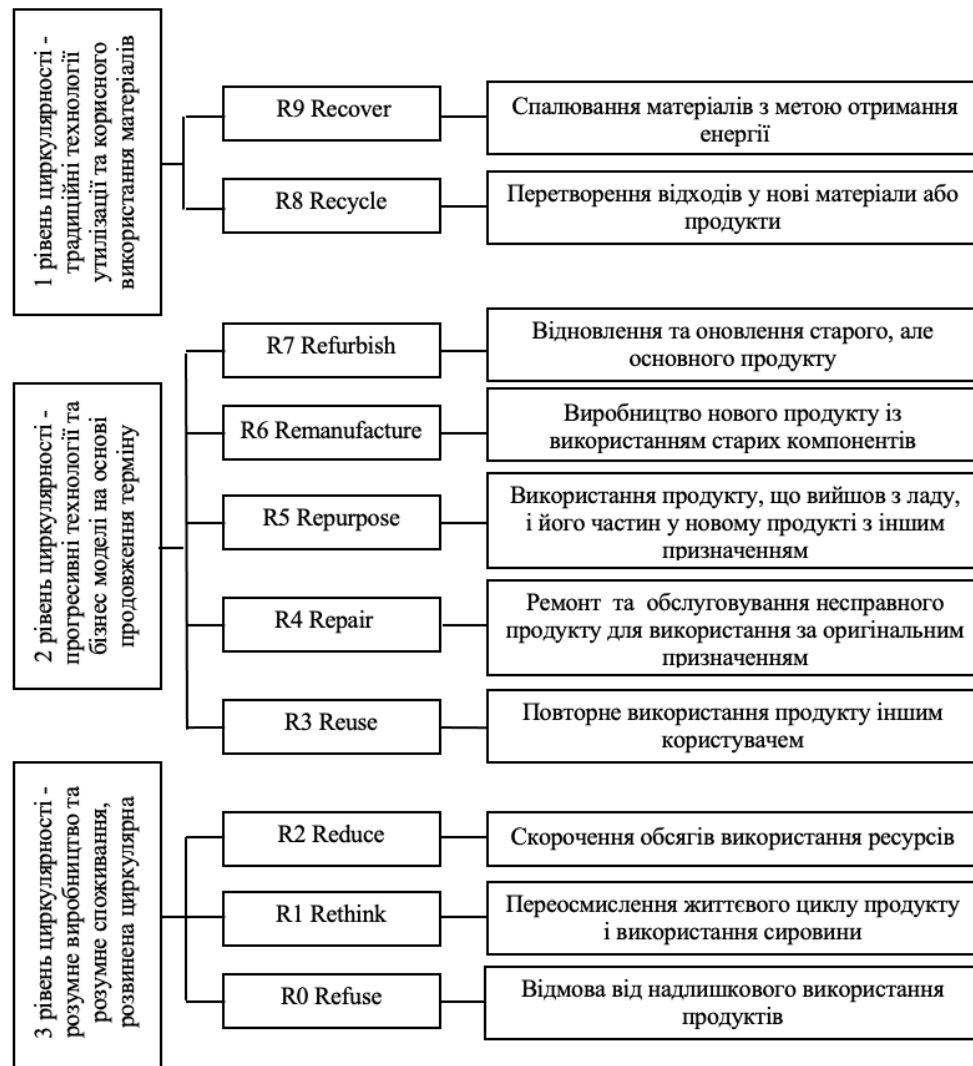 1 рівень циркулярності -
традиційні технології
утилізації та корисного
використання матеріалів
R9 Recover
Спалювання матеріалів з метою отримання
енергії
R8 Recycle
Перетворення відходів у нові матеріали або
продукти
2 рівень циркулярності -
прогресивні технології та
бізнес моделі на основі
продовження терміну
R7 Refurbish
Відновлення та оновлення старого, але
основного продукту
R6 Remanufacture
Виробництво нового продукту із
використанням старих компонентів
R5 Repurpose
Використання продукту, що вийшов з ладу,
і його частин у новому продукті з іншим
призначенням
R4 Repair
Ремонт та обслуговування несправного
продукту для використання за оригінальним
призначенням
R3 Reuse
Повторне використання продукту іншим
користувачем
3 рівень циркулярності -
розумне виробництво та
розумне споживання,
розвинена циркулярна
R2 Reduce
Скорочення обсягів використання ресурсів
R1 Rethink
Переосмислення життєвого циклу продукту
і використання сировини
R0 Refuse
Відмова від надлишкового використання
продуктів